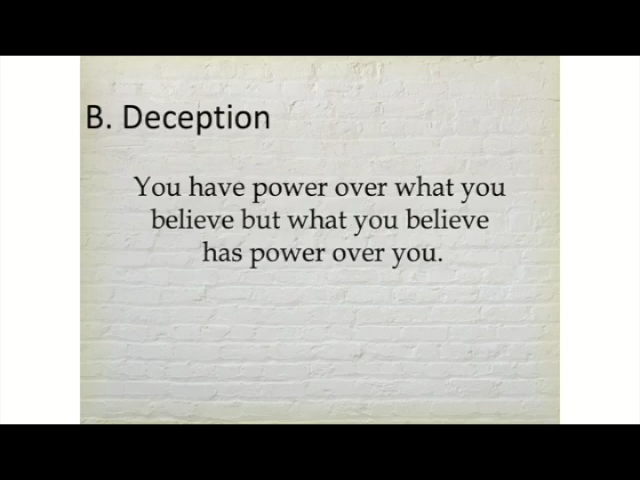 B. Deception
You have power over what you
believe but what you believe
has power over you.